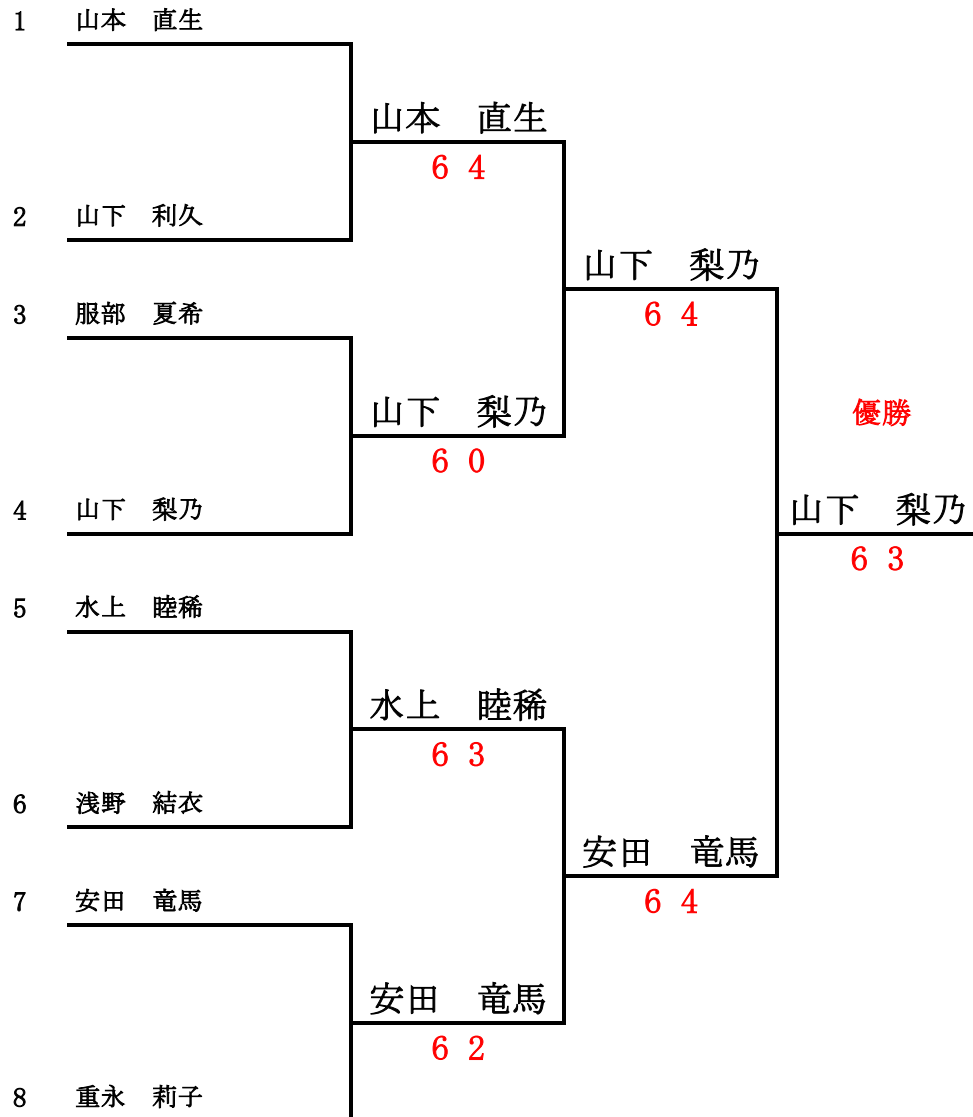 1 山本　直生
山本　直生
6 4
2 山下　利久
山下　梨乃
6 4
3 服部　夏希
山下　梨乃
6 0
優勝
4 山下　梨乃
山下　梨乃
6 3
5 水上　睦稀
水上　睦稀
6 3
6 浅野　結衣
安田　竜馬
6 4
7 安田　竜馬
安田　竜馬
6 2
8 重永　莉子